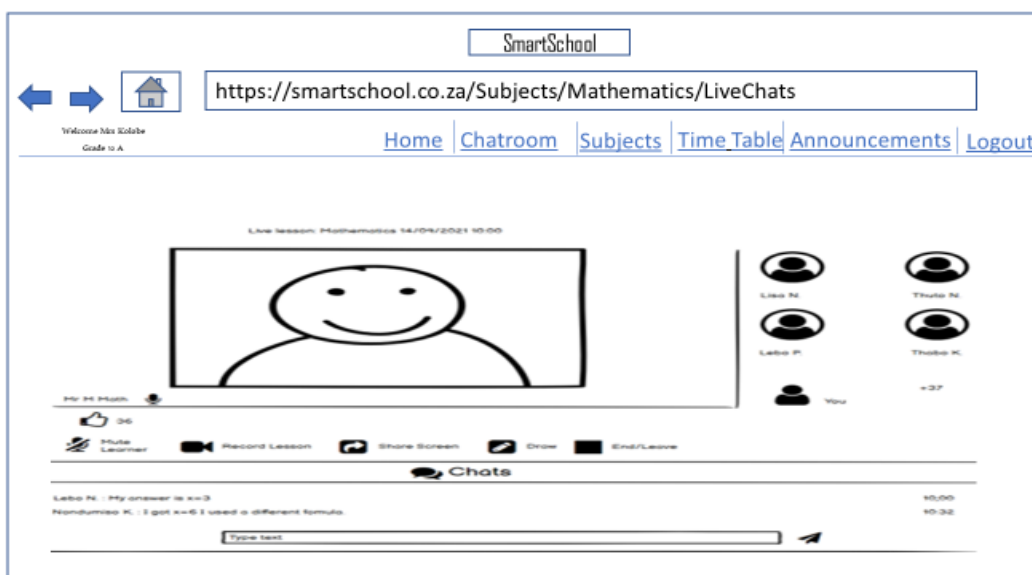 SmartSchool
https://smartschool.co.za/Subjects/Mathematics/LiveChats
Welcome Mrs Kolobe
Grade 12 A
Home Chatroom Subjects Time Table Announcements Logout
Live lesson: Mathematics 14/09/2021 10:00
Lisa N. Thuto N.
Lebo P. Thabo K.
Mr M Math
You +37
36
Mute Learner Record Lesson Share Screen Draw End/Leave
Chats
Lebo N. : My answer is x=3 10;00
Nondumiso K. : I got x=6 I used a different formula. 10:32
Type text